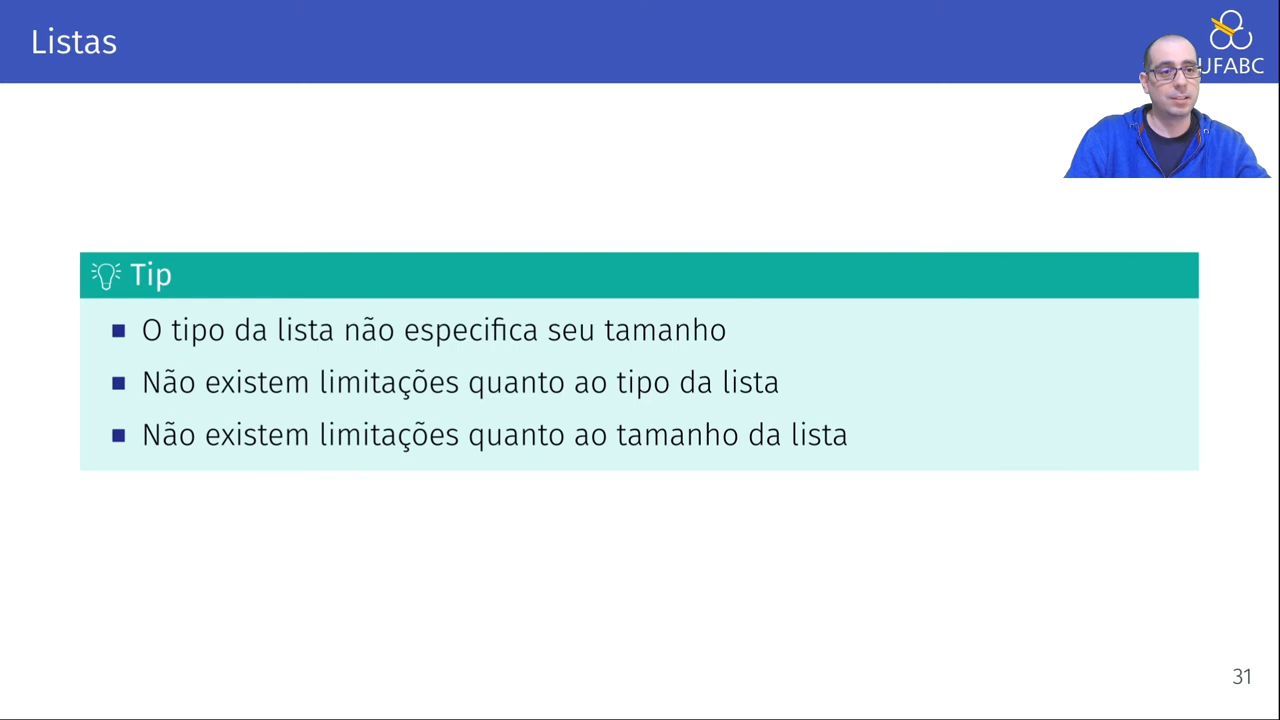 Listas
UFABC
Tip
O tipo da lista não especifica seu tamanho
Não existem limitações quanto ao tipo da lista
Não existem limitações quanto ao tamanho da lista
31